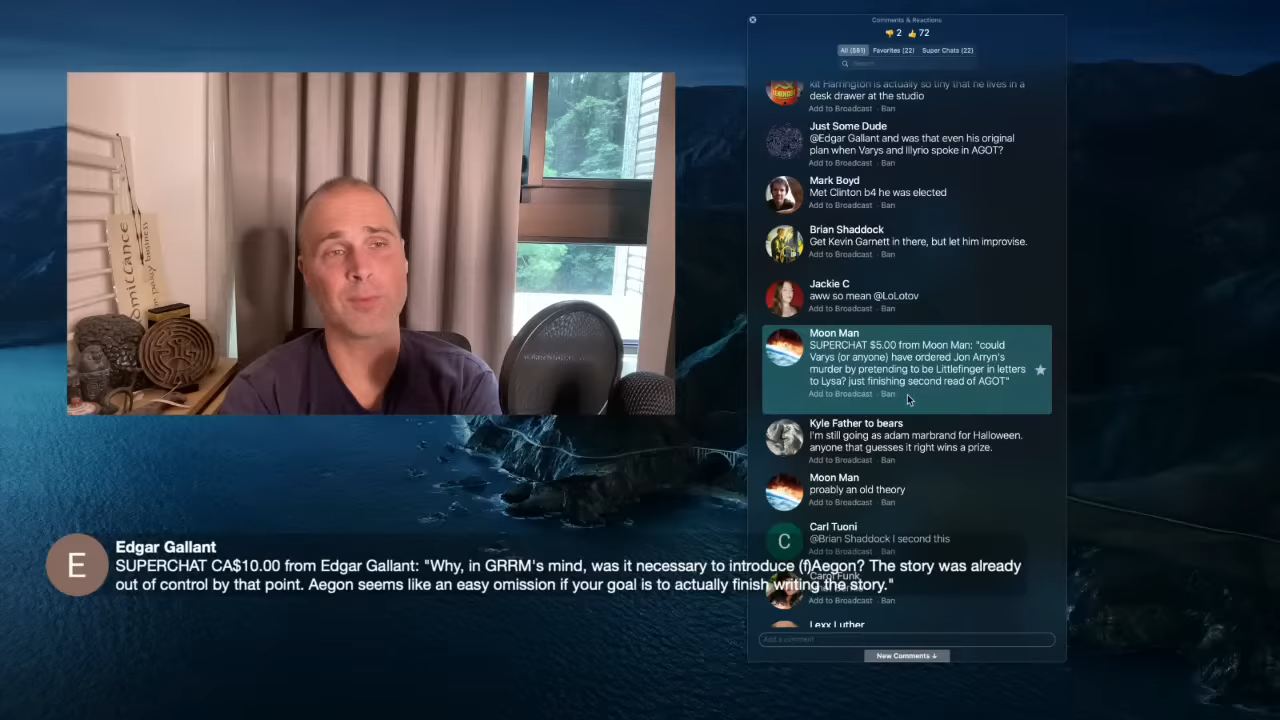 Comments & Reactions
2 72
All (591) Favorites (22) Super Chats (22)
Search
kit Harrington is actually so tiny that he lives in a
desk drawer at the studio
Add to Broadcast · Ban
Just Some Dude
@Edgar Gallant and was that even his original
plan when Varys and Illyrio spoke in AGOT?
Add to Broadcast · Ban
Mark Boyd
Met Clinton b4 he was elected
Add to Broadcast · Ban
Brian Shaddock
Get Kevin Garnett in there, but let him improvise.
Add to Broadcast · Ban
Jackie C
aww so mean @LoLotov
Add to Broadcast · Ban
Moon Man
SUPERCHAT $5.00 from Moon Man: "could
Varys (or anyone) have ordered Jon Arryn's
murder by pretending to be Littlefinger in letters
to Lysa? just finishing second read of AGOT"
Add to Broadcast · Ban
Kyle Father to bears
I'm still going as adam marbrand for Halloween.
anyone that guesses it right wins a prize.
Add to Broadcast · Ban
Moon Man
proably an old theory
Add to Broadcast · Ban
C
Carl Tuoni
@Brian Shaddock I second this
Carol Funk
Add to Broadcast · Ban
Lexx Luther
Add a comment
New Comments ↓
E
Edgar Gallant
SUPERCHAT CA$10.00 from Edgar Gallant: "Why, in GRRM's mind, was it necessary to introduce (f)Aegon? The story was already
out of control by that point. Aegon seems like an easy omission if your goal is to actually finish writing the story."